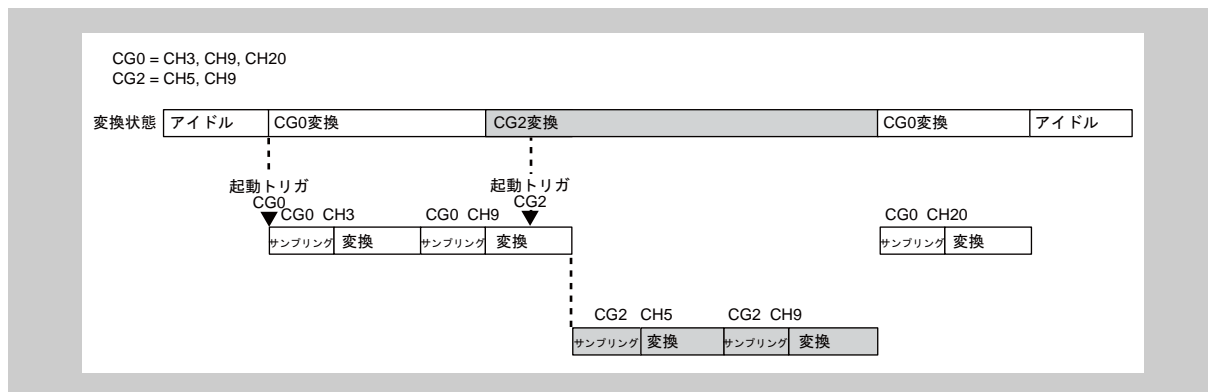 CG0 = CH3, CH9, CH20
CG2 = CH5, CH9
変換状態 アイドル CG0変換 CG2変換 CG0変換 アイドル
起動トリガ 起動トリガ
CG0 CG2
CG0 CH3 CG0 CH9 CG0 CH20
サンプリング 変換 サンプリング 変換 サンプリング 変換
CG2 CH5 CG2 CH9
サンプリング 変換 サンプリング 変換